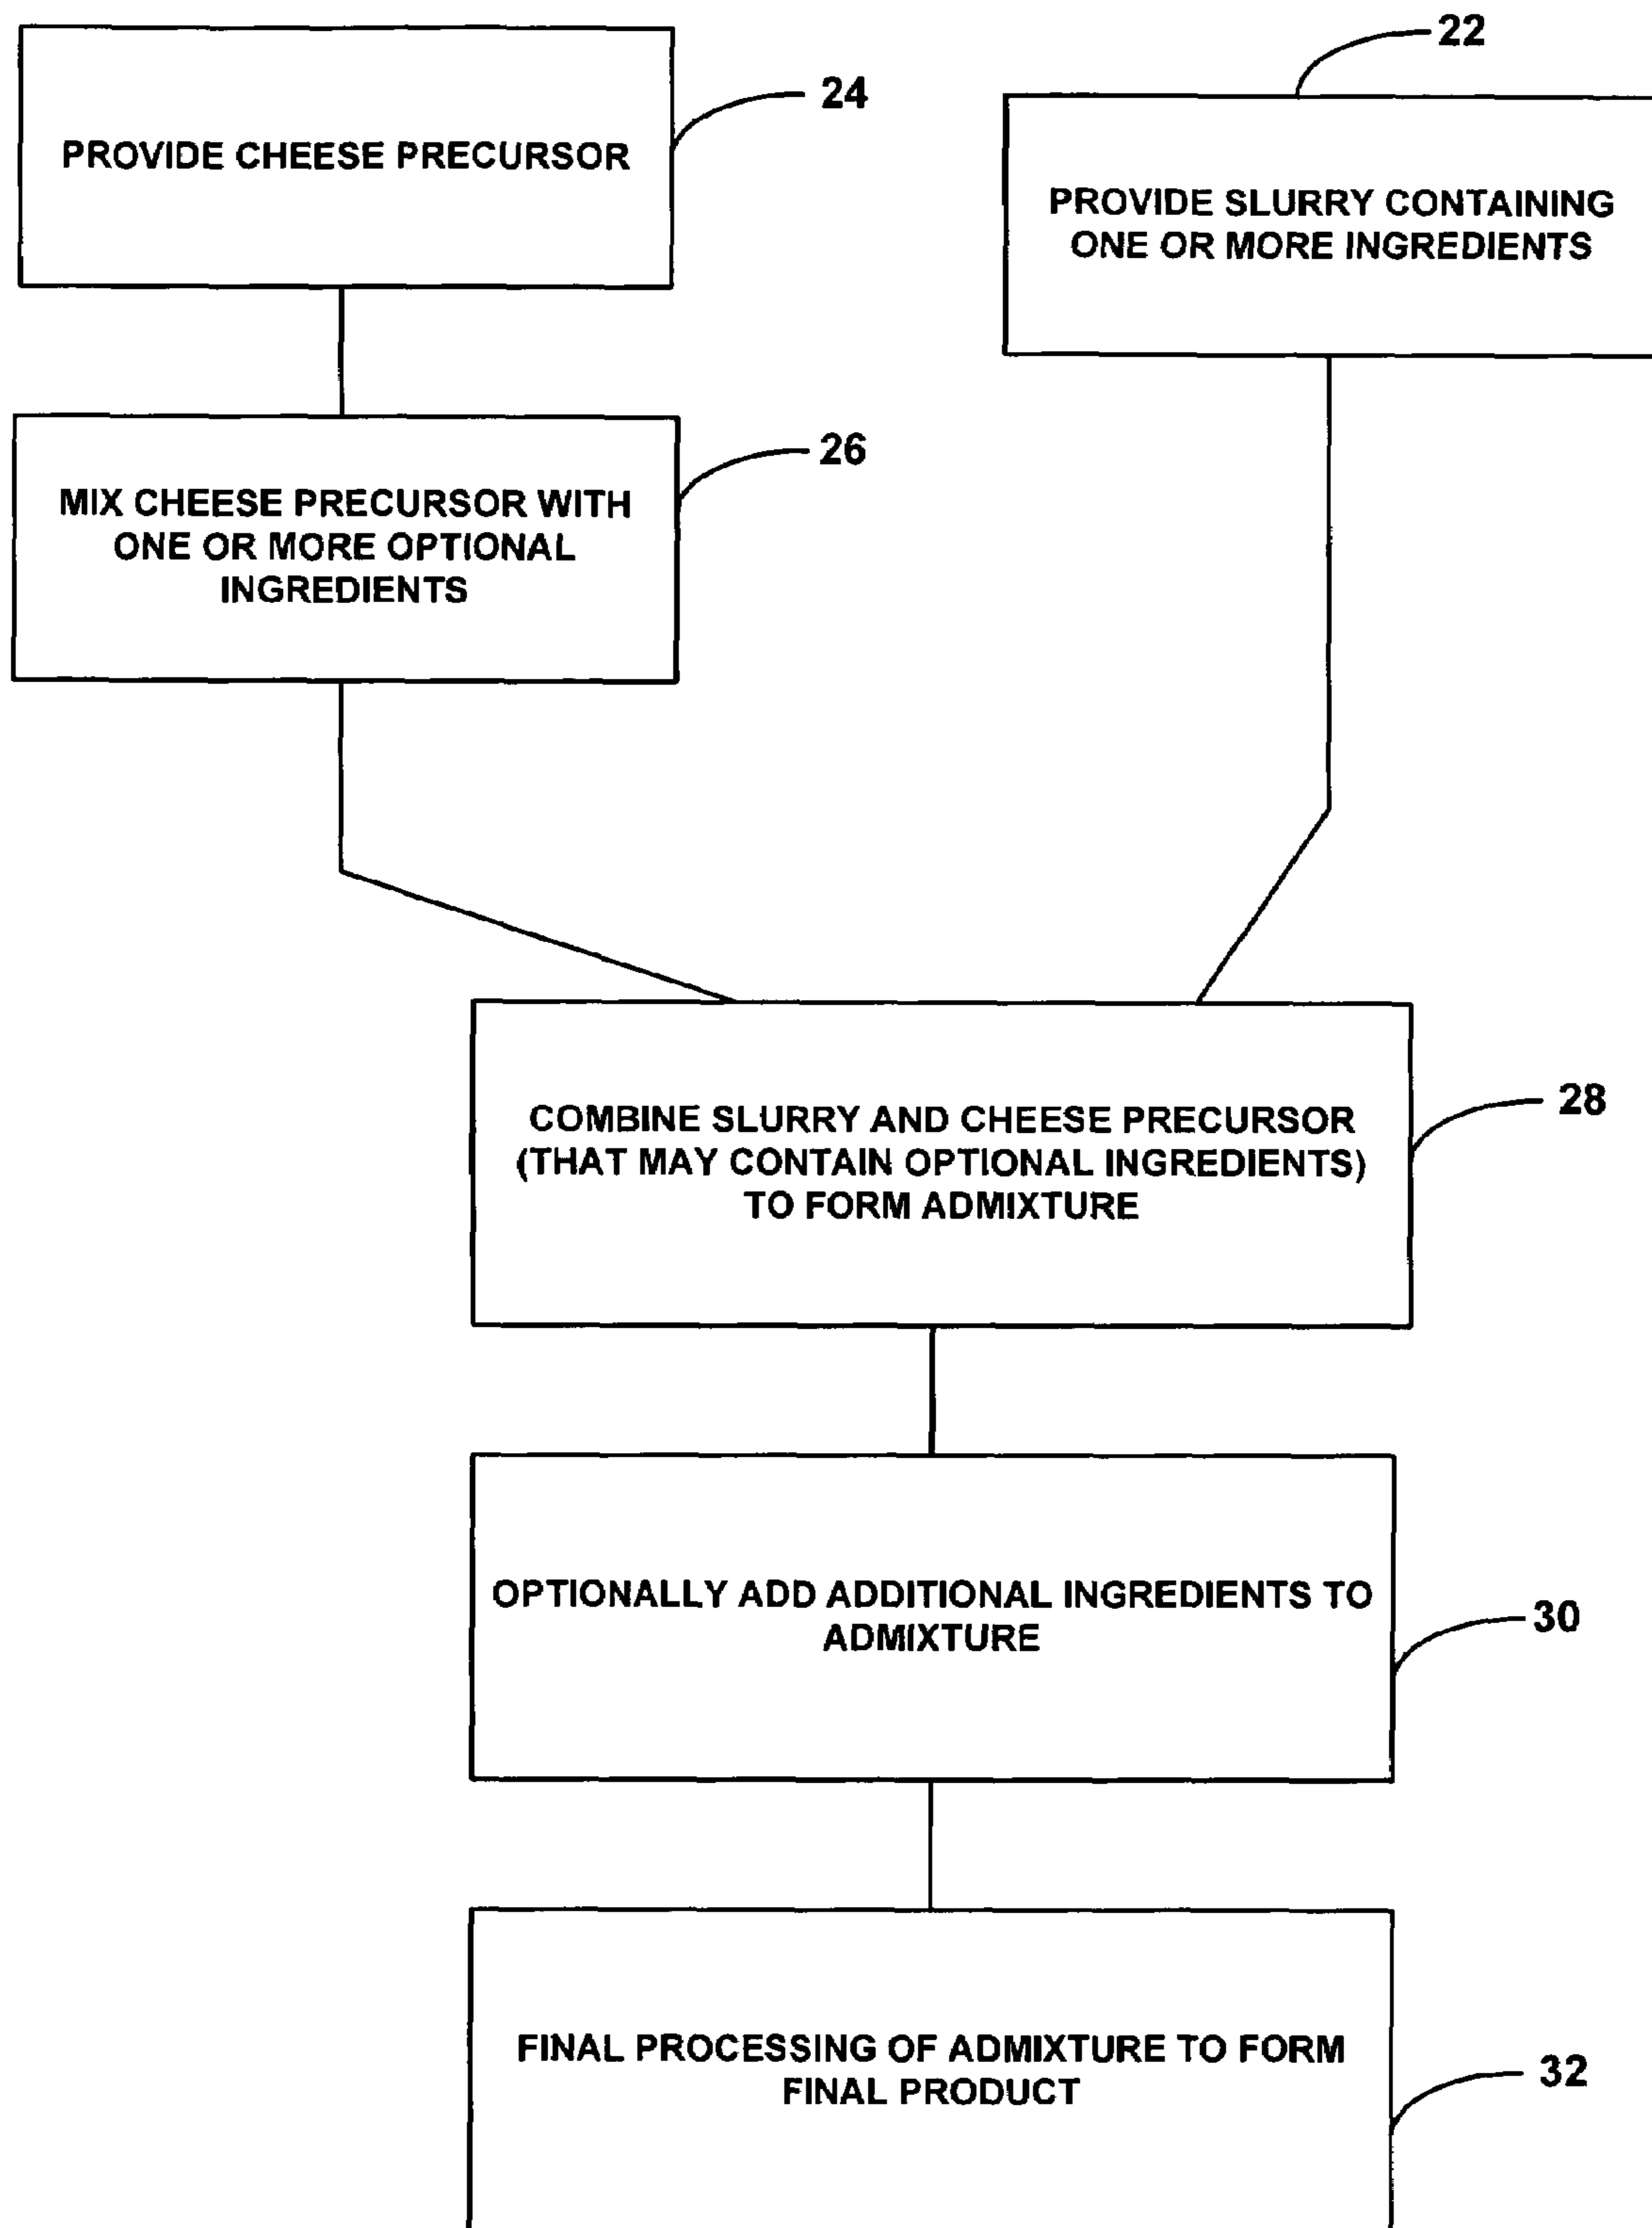 24
PROVIDE CHEESE PRECURSOR
22
PROVIDE SLURRY CONTAINING
ONE OR MORE INGREDIENTS
26
MIX CHEESE PRECURSOR WITH
ONE OR MORE OPTIONAL
INGREDIENTS
28
COMBINE SLURRY AND CHEESE PRECURSOR
(THAT MAY CONTAIN OPTIONAL INGREDIENTS)
TO FORM ADMIXTURE
30
OPTIONALLY ADD ADDITIONAL INGREDIENTS TO
ADMIXTURE
32
FINAL PROCESSING OF ADMIXTURE TO FORM
FINAL PRODUCT